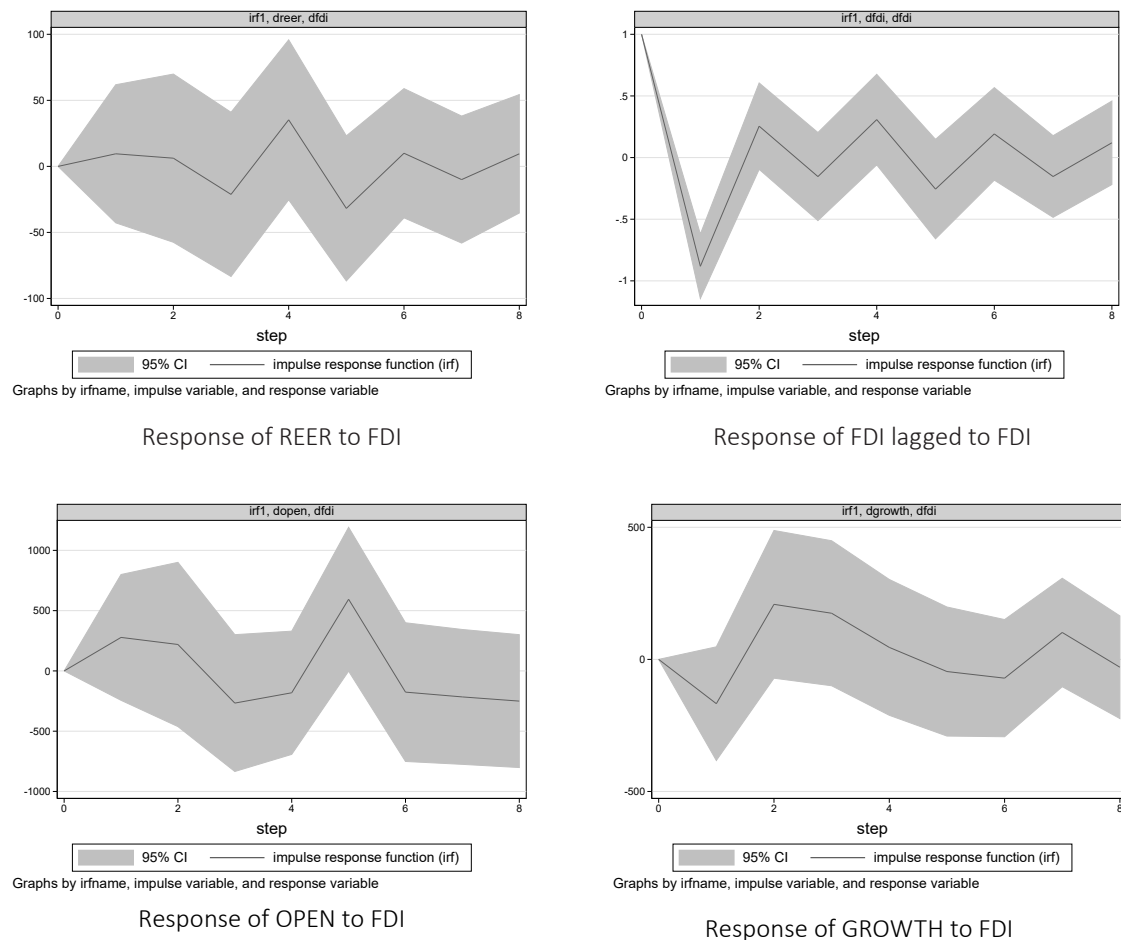 irf1, dreer, dfdi
100
50
0
-50
-100
0 2 4 6 8
step
95% CI impulse response function (irf)
Graphs by irfname, impulse variable, and response variable
Response of REER to FDI
irf1, dfdi, dfdi
1
.5
0
-.5
-1
0 2 4 6 8
step
95% CI impulse response function (irf)
Graphs by irfname, impulse variable, and response variable
Response of FDI lagged to FDI
irf1, dopen, dfdi
1000
500
0
-500
-1000
0 2 4 6 8
step
95% CI impulse response function (irf)
Graphs by irfname, impulse variable, and response variable
Response of OPEN to FDI
irf1, dgrowth, dfdi
500
0
-500
0 2 4 6 8
step
95% CI impulse response function (irf)
Graphs by irfname, impulse variable, and response variable
Response of GROWTH to FDI